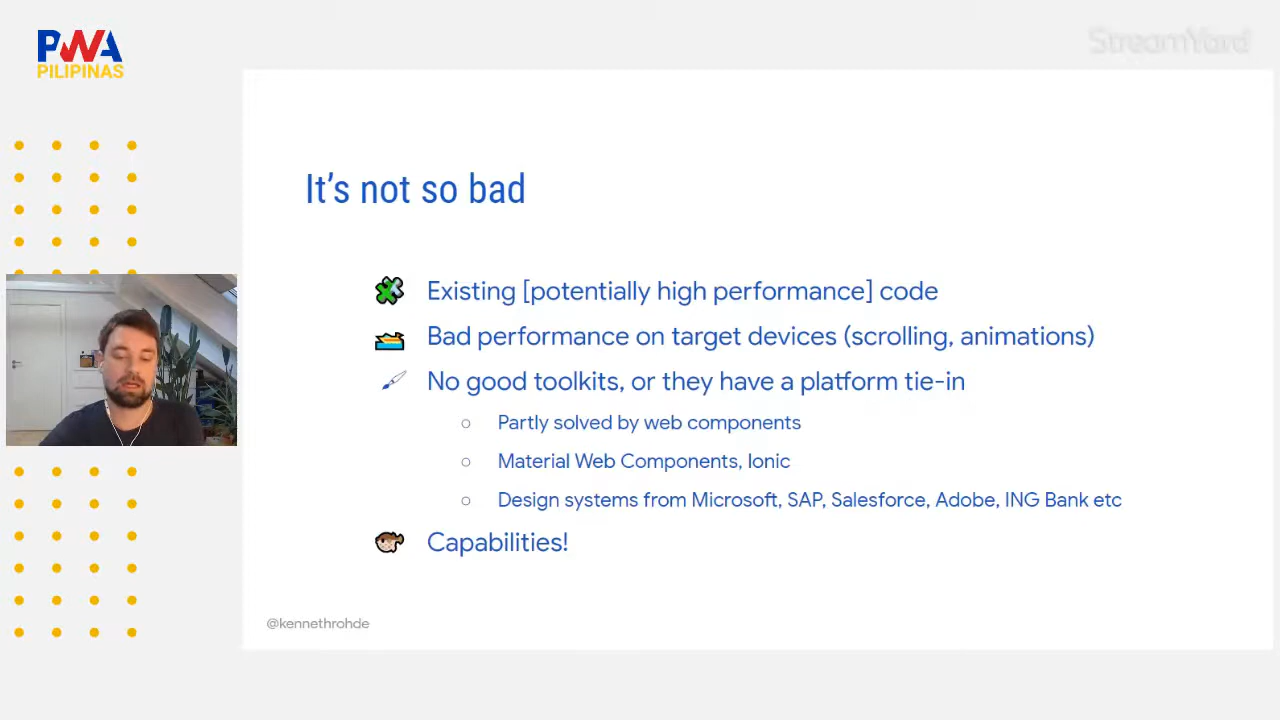 PWA
PILIPINAS
StreamYard
It's not so bad
Existing [potentially high performance] code
Bad performance on target devices (scrolling, animations)
No good toolkits, or they have a platform tie-in
Partly solved by web components
Material Web Components, Ionic
Design systems from Microsoft, SAP, Salesforce, Adobe, ING Bank etc
Capabilities!
@kennethrohde